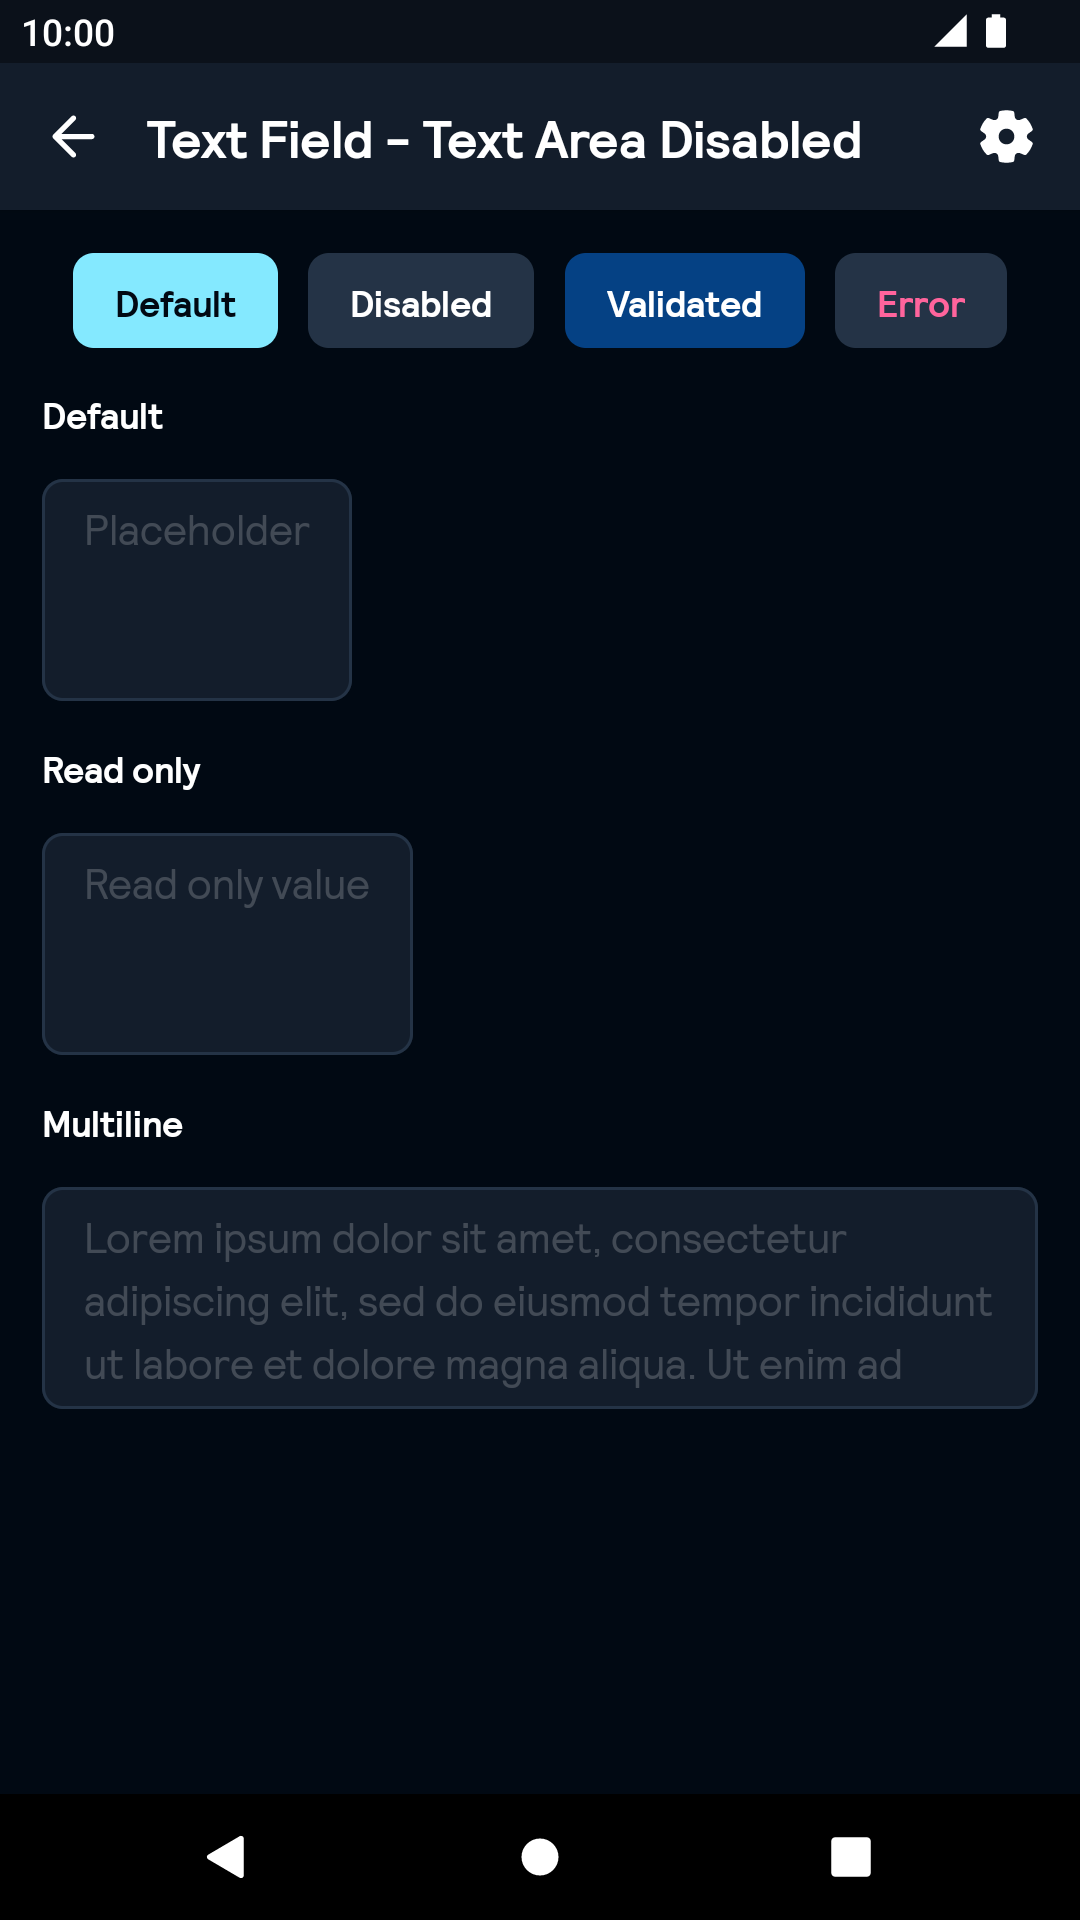 10:00
Text Field - Text Area Disabled
Default Disabled Validated Error
Default
Placeholder
Read only
Read only value
Multiline
Lorem ipsum dolor sit amet, consectetur
adipiscing elit, sed do eiusmod tempor incididunt
ut labore et dolore magna aliqua. Ut enim ad